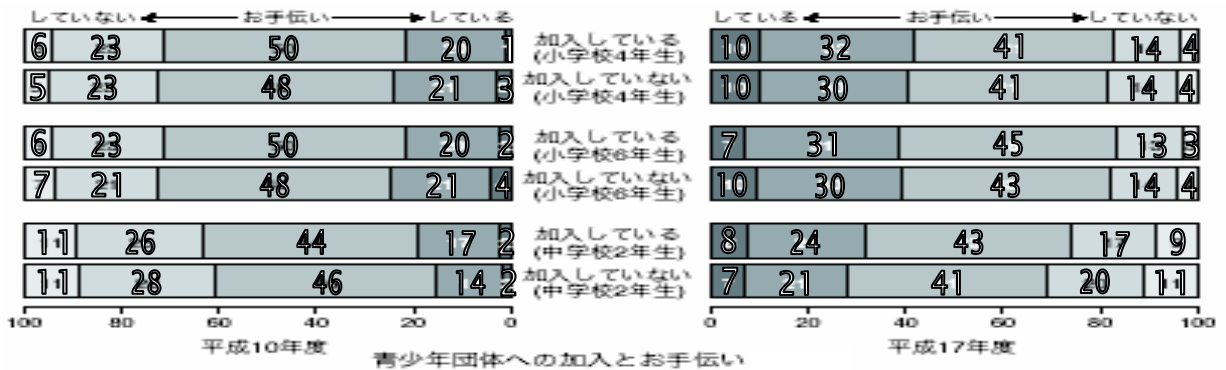 していない お手伝い している している お手伝い していない
6 23 50 20 1 加入している 10 32 41 14 4
(小学校4年生)
5 23 48 21 3 加入していない 10 30 41 14 4
(小学校4年生)
6 23 50 20 2 加入している 7 31 45 13 3
(小学校6年生)
7 21 48 21 4 加入していない 10 30 43 14 4
(小学校6年生)
11 26 44 17 2 加入している 8 24 43 17 9
(中学校2年生)
11 28 46 14 2 加入していない 7 21 41 20 11
(中学校2年生)
100 80 60 40 20 0 0 20 40 60 80 100
平成10年度 平成17年度
青少年団体への加入とお手伝い